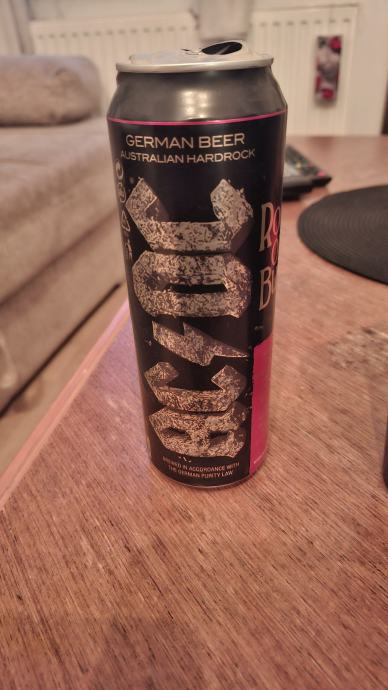 GERMAN BEER
AUSTRALIAN HARDROCK
AC DC
BREWED IN ACCORDANCE WITH
THE GERMAN PURITY LAW